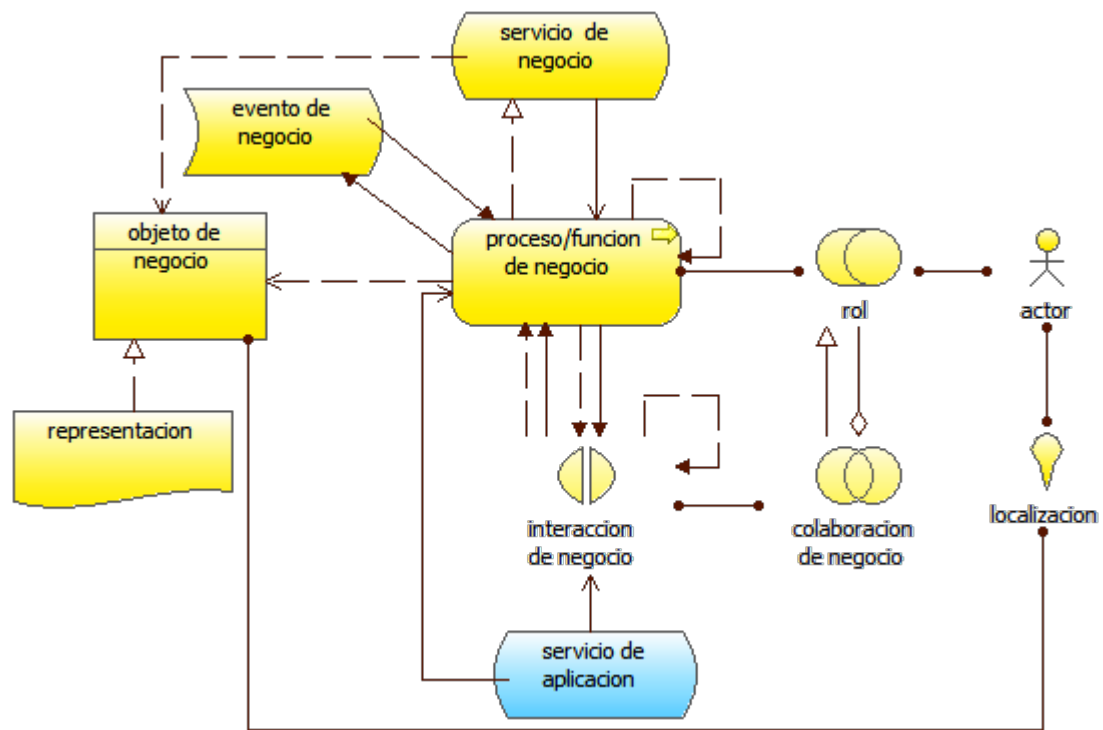 servicio  de
negocio
evento de
negocio
objeto de
negocio
proceso/funcion
de negocio
rol
actor
representacion
interaccion
de negocio
colaboracion
de negocio
localizacion
servicio de
aplicacion